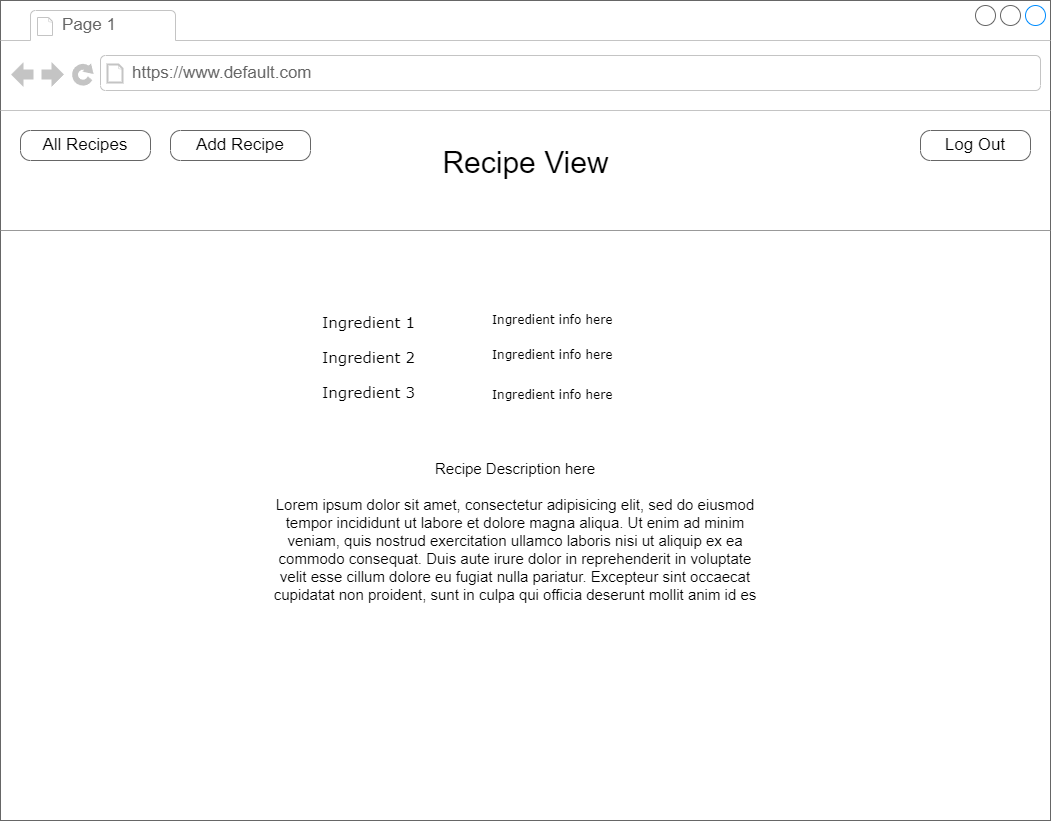 Page 1
https://www.default.com
All Recipes
Add Recipe
Log Out
Recipe View
Ingredient 1
Ingredient info here
Ingredient 2
Ingredient info here
Ingredient 3
Ingredient info here
Recipe Description here
Lorem ipsum dolor sit amet, consectetur adipisicing elit, sed do eiusmod
tempor incididunt ut labore et dolore magna aliqua. Ut enim ad minim
veniam, quis nostrud exercitation ullamco laboris nisi ut aliquip ex ea
commodo consequat. Duis aute irure dolor in reprehenderit in voluptate
velit esse cillum dolore eu fugiat nulla pariatur. Excepteur sint occaecat
cupidatat non proident, sunt in culpa qui officia deserunt mollit anim id es